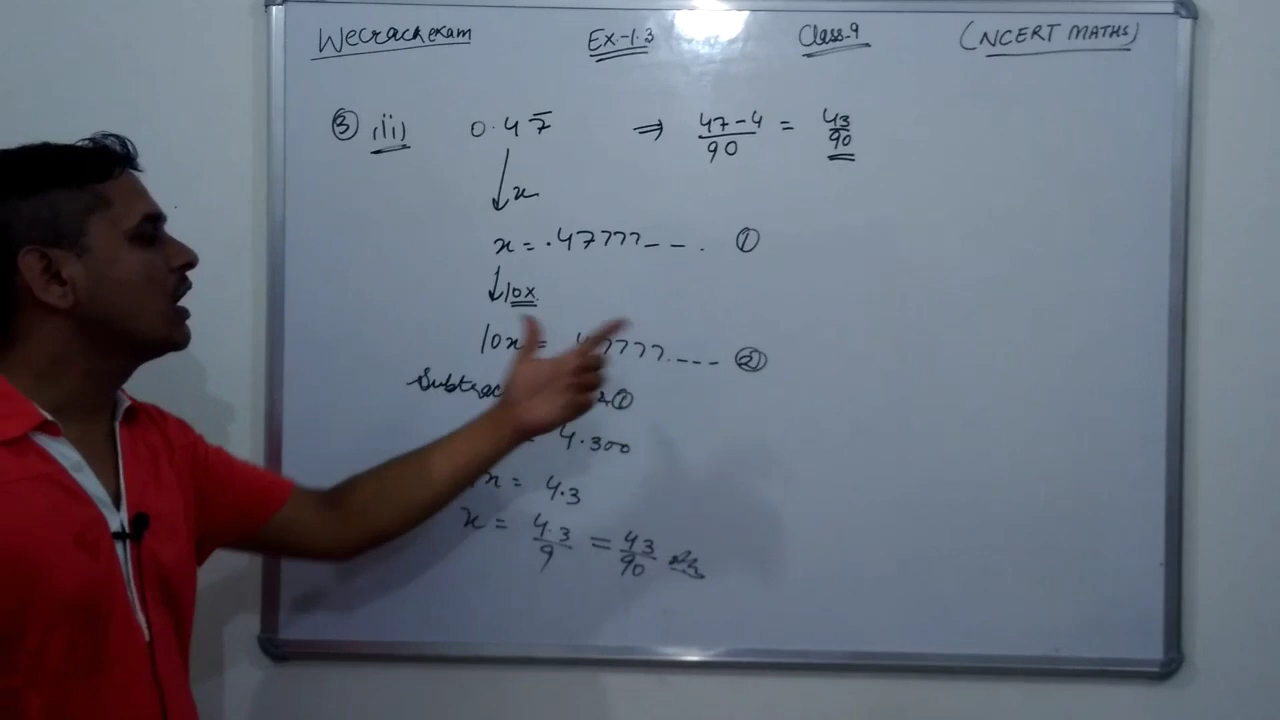 Wecrackexam Ex.-1.3 Class-9 (NCERT MATHS)
③ (ii) 0.47̅ ⇒ 47-4/90 = 43/90
x
x = .47777--. ①
10x.
10x = 7777.--- ②
①
= 4.300
x = 4.3
x = 4.3/9 = 43/90